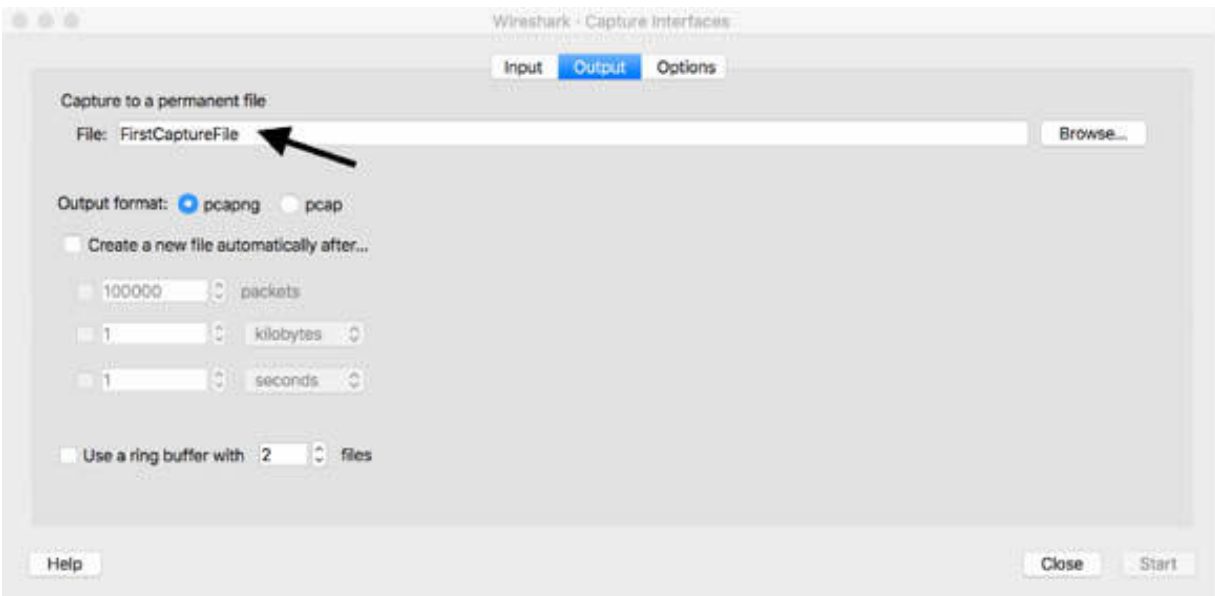 Wireshark · Capture Interfaces
Input Output Options
Capture to a permanent file
File: FirstCaptureFile Browse...
Output format: pcapng pcap
Create a new file automatically after...
100000 packets
1 kilobytes
1 seconds
Use a ring buffer with 2 files
Help Close Start